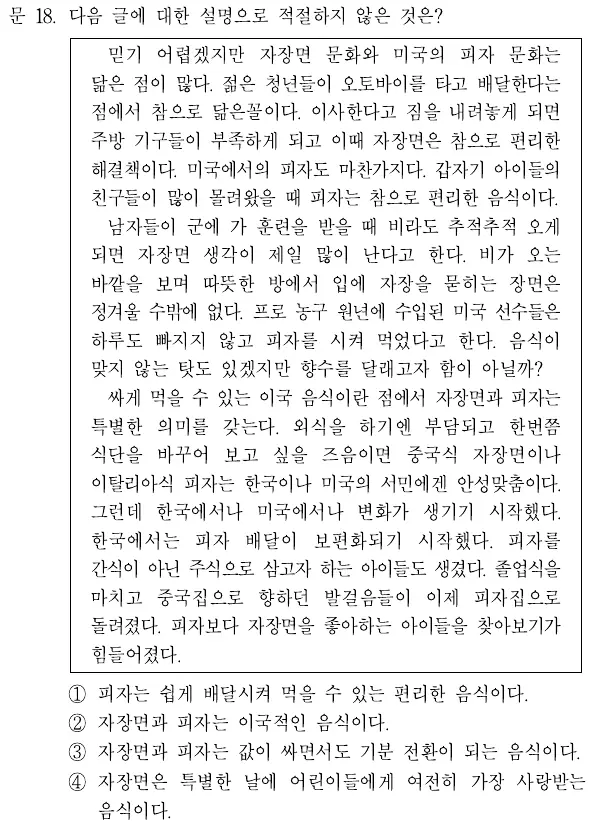 문 18. 다음 글에 대한 설명으로 적절하지 않은 것은?
믿기 어렵겠지만 자장면 문화와 미국의 피자 문화는
닮은 점이 많다. 젊은 청년들이 오토바이를 타고 배달한다는
점에서 참으로 닮은꼴이다. 이사한다고 짐을 내려놓게 되면
주방 기구들이 부족하게 되고 이때 자장면은 참으로 편리한
해결책이다. 미국에서의 피자도 마찬가지다. 갑자기 아이들의
친구들이 많이 몰려왔을 때 피자는 참으로 편리한 음식이다.
남자들이 군에 가 훈련을 받을 때 비라도 추적추적 오게
되면 자장면 생각이 제일 많이 난다고 한다. 비가 오는
바깥을 보며 따뜻한 방에서 입에 자장을 묻히는 장면은
정겨울 수밖에 없다. 프로 농구 원년에 수입된 미국 선수들은
하루도 빠지지 않고 피자를 시켜 먹었다고 한다. 음식이
맞지 않는 탓도 있겠지만 향수를 달래고자 함이 아닐까?
싸게 먹을 수 있는 이국 음식이란 점에서 자장면과 피자는
특별한 의미를 갖는다. 외식을 하기엔 부담되고 한번쯤
식단을 바꾸어 보고 싶을 즈음이면 중국식 자장면이나
이탈리아식 피자는 한국이나 미국의 서민에겐 안성맞춤이다.
그런데 한국에서나 미국에서나 변화가 생기기 시작했다.
한국에서는 피자 배달이 보편화되기 시작했다. 피자를
간식이 아닌 주식으로 삼고자 하는 아이들도 생겼다. 졸업식을
마치고 중국집으로 향하던 발걸음들이 이제 피자집으로
돌려졌다. 피자보다 자장면을 좋아하는 아이들을 찾아보기가
힘들어졌다.
① 피자는 쉽게 배달시켜 먹을 수 있는 편리한 음식이다.
② 자장면과 피자는 이국적인 음식이다.
③ 자장면과 피자는 값이 싸면서도 기분 전환이 되는 음식이다.
④ 자장면은 특별한 날에 어린이들에게 여전히 가장 사랑받는
음식이다.